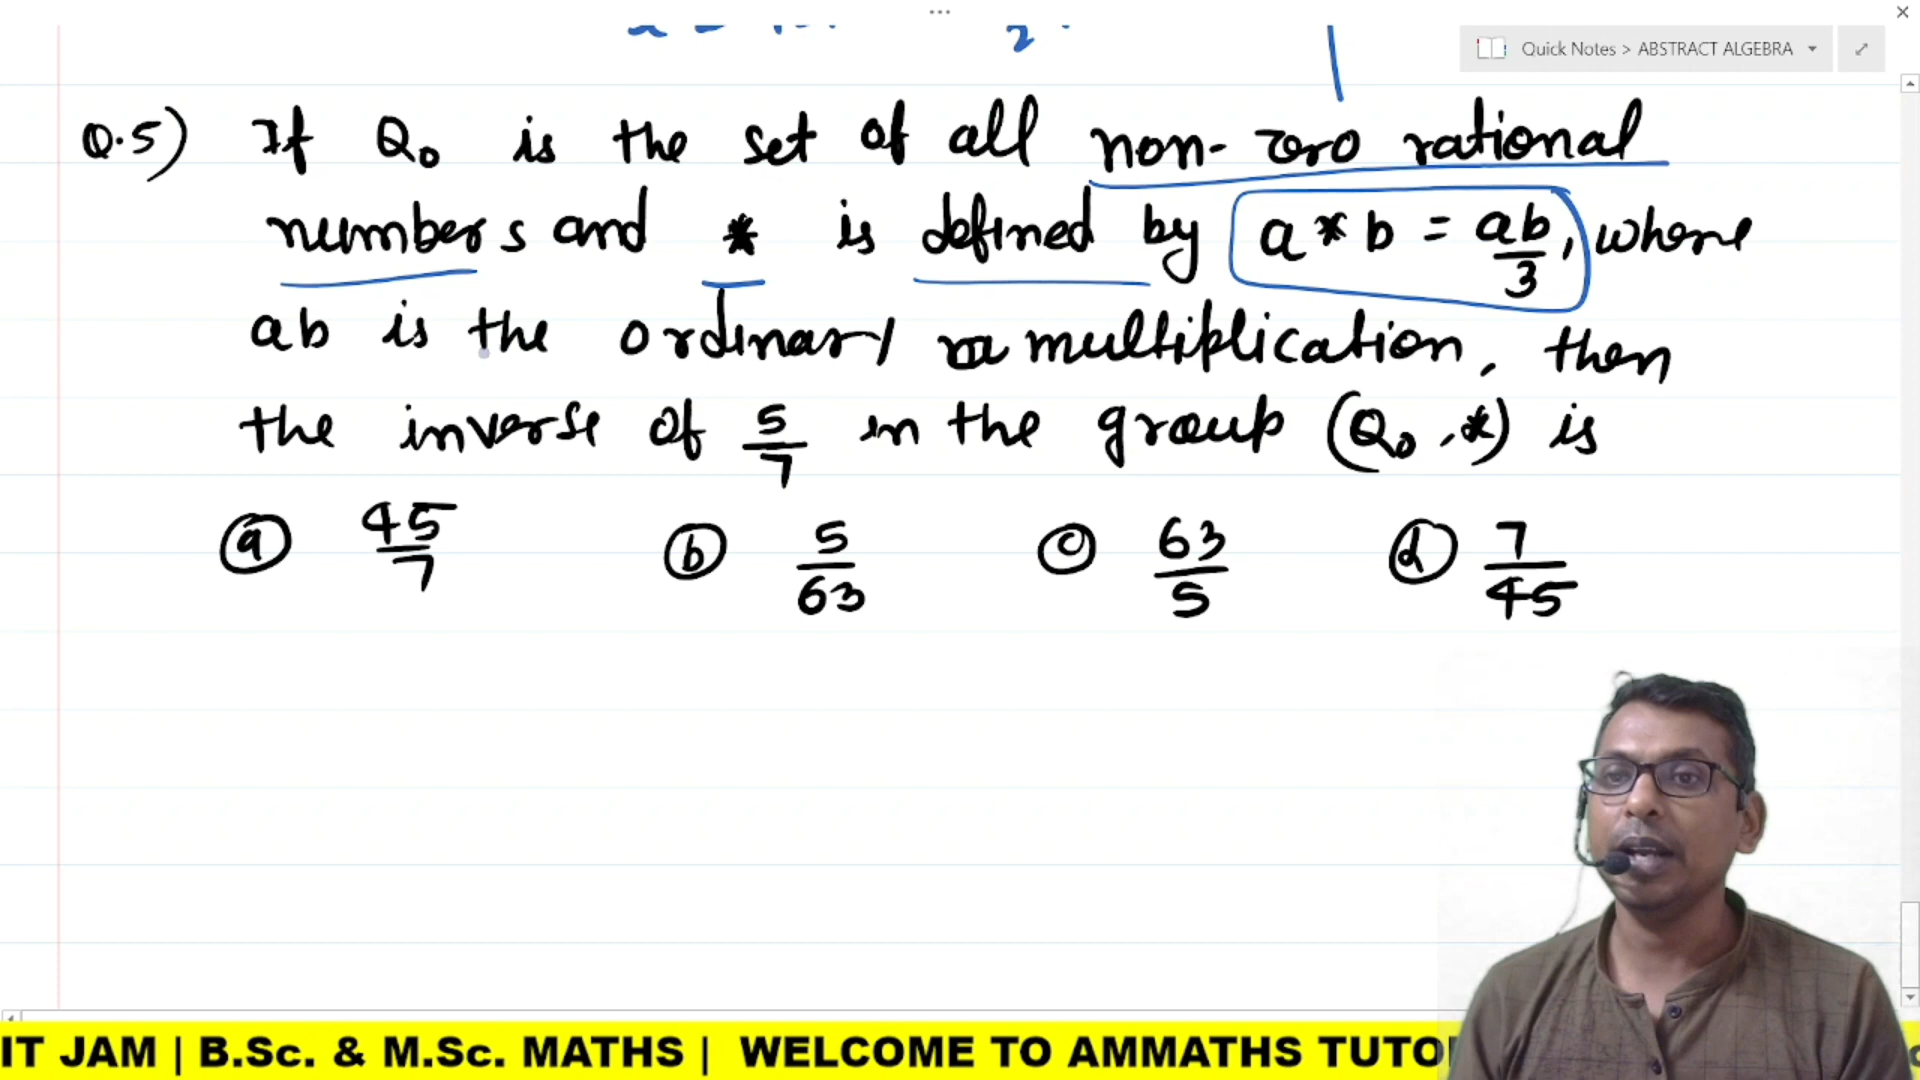 Quick Notes > ABSTRACT ALGEBRA
Q.5) If Q₀ is the set of all non-zero rational
numbers and * is defined by a * b = ab/3, where
ab is the ordinary multiplication, then
the inverse of 5/7 in the group (Q₀, *) is
(a) 45/7 (b) 5/63 (c) 63/5 (d) 7/45
IT JAM | B.Sc. & M.Sc. MATHS | WELCOME TO AMMATHS TUTO